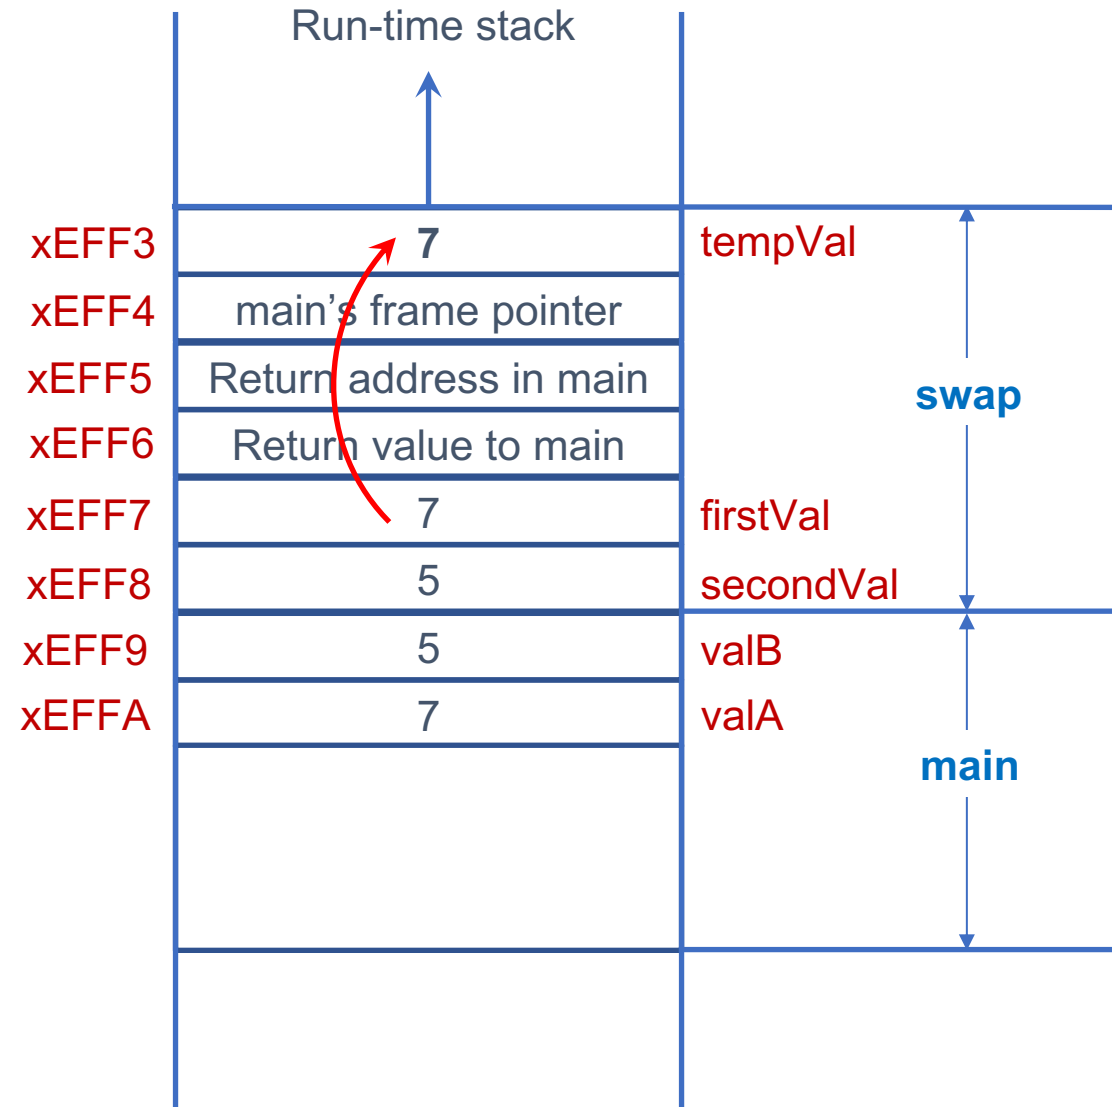 Run-time stack
xEFF3 7 tempVal
xEFF4 main’s frame pointer
xEFF5 Return address in main
swap
xEFF6 Return value to main
xEFF7 7 firstVal
xEFF8 5 secondVal
xEFF9 5 valB
xEFFA 7 valA
main